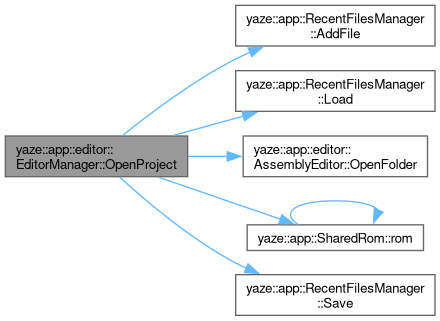 yaze::app::editor::
EditorManager::OpenProject
yaze::app::RecentFilesManager
::AddFile
yaze::app::RecentFilesManager
::Load
yaze::app::editor::
AssemblyEditor::OpenFolder
yaze::app::SharedRom::rom
yaze::app::RecentFilesManager
::Save